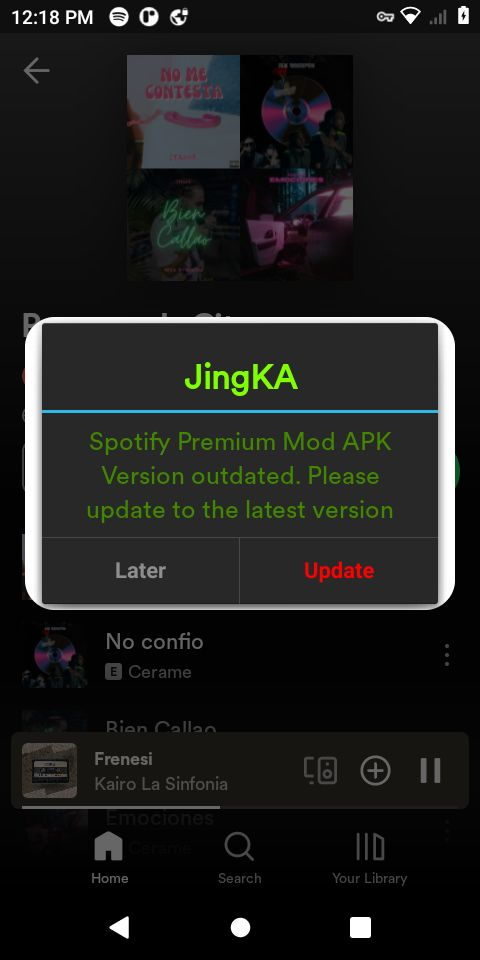 12:18 PM
NO ME
CONTESTA
EMOCIONES
Bien
Callao
JingKA
Spotify Premium Mod APK
Version outdated. Please
update to the latest version
Later
Update
No confio
E Cerame
Bien Callao
Frenesi
Kairo La Sinfonia
Emociones
Cerame
Home
Search
Your Library